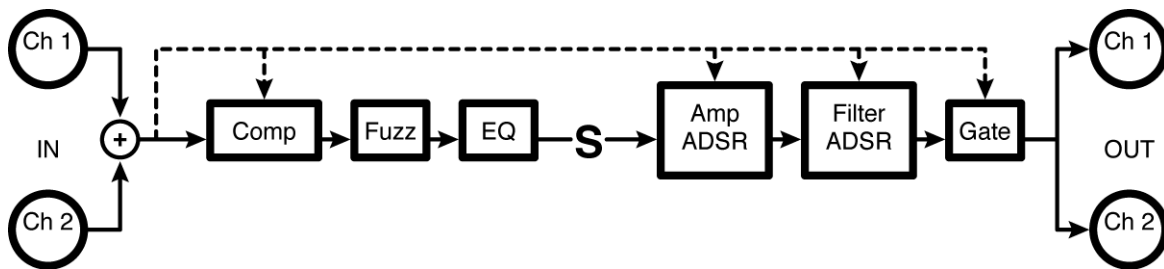 Ch 1
Ch 1
Comp
Fuzz
EQ
S
Amp
ADSR
Filter
ADSR
Gate
IN
+
OUT
Ch 2
Ch 2